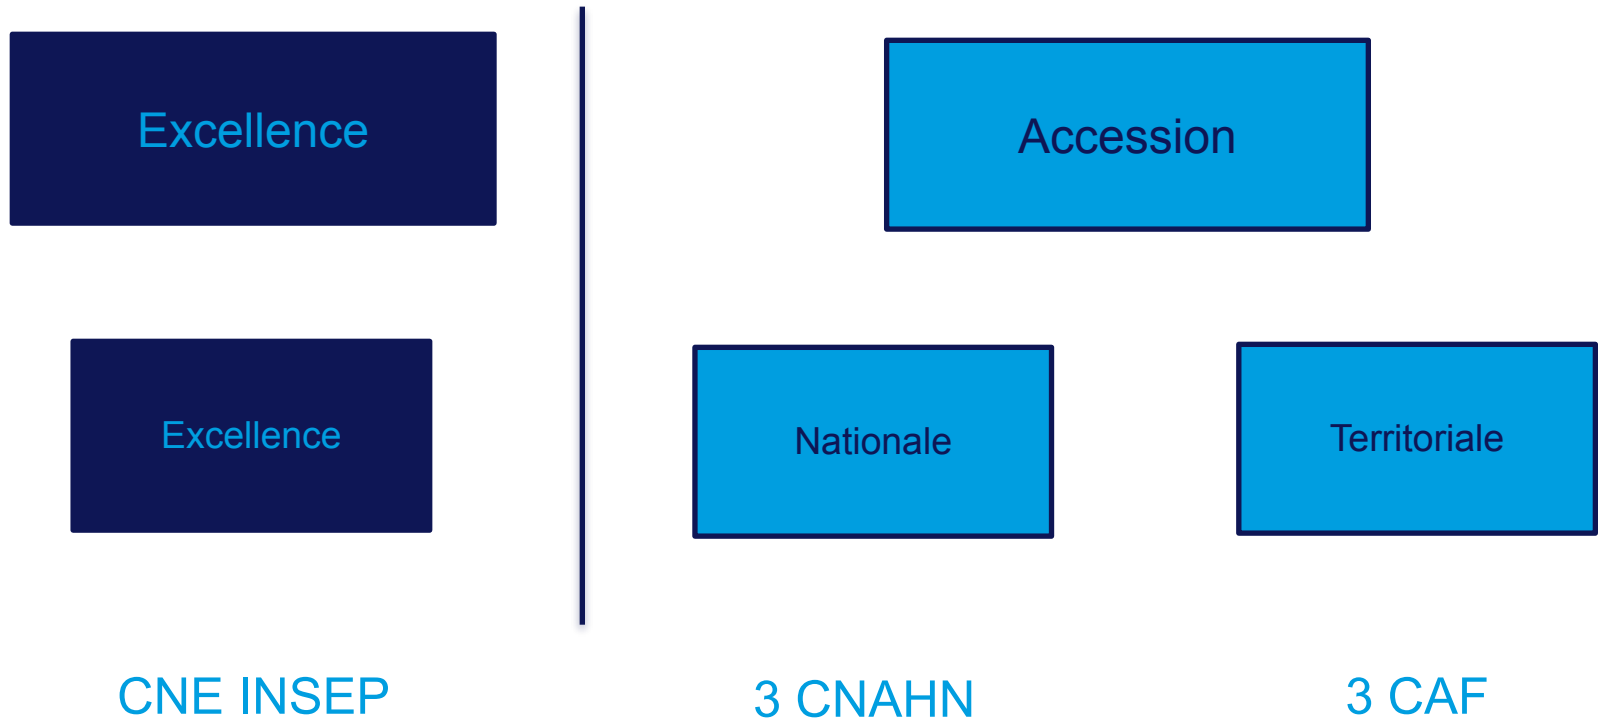 Excellence
Accession
Excellence
Nationale
Territoriale
CNE INSEP
3 CNAHN
3 CAF